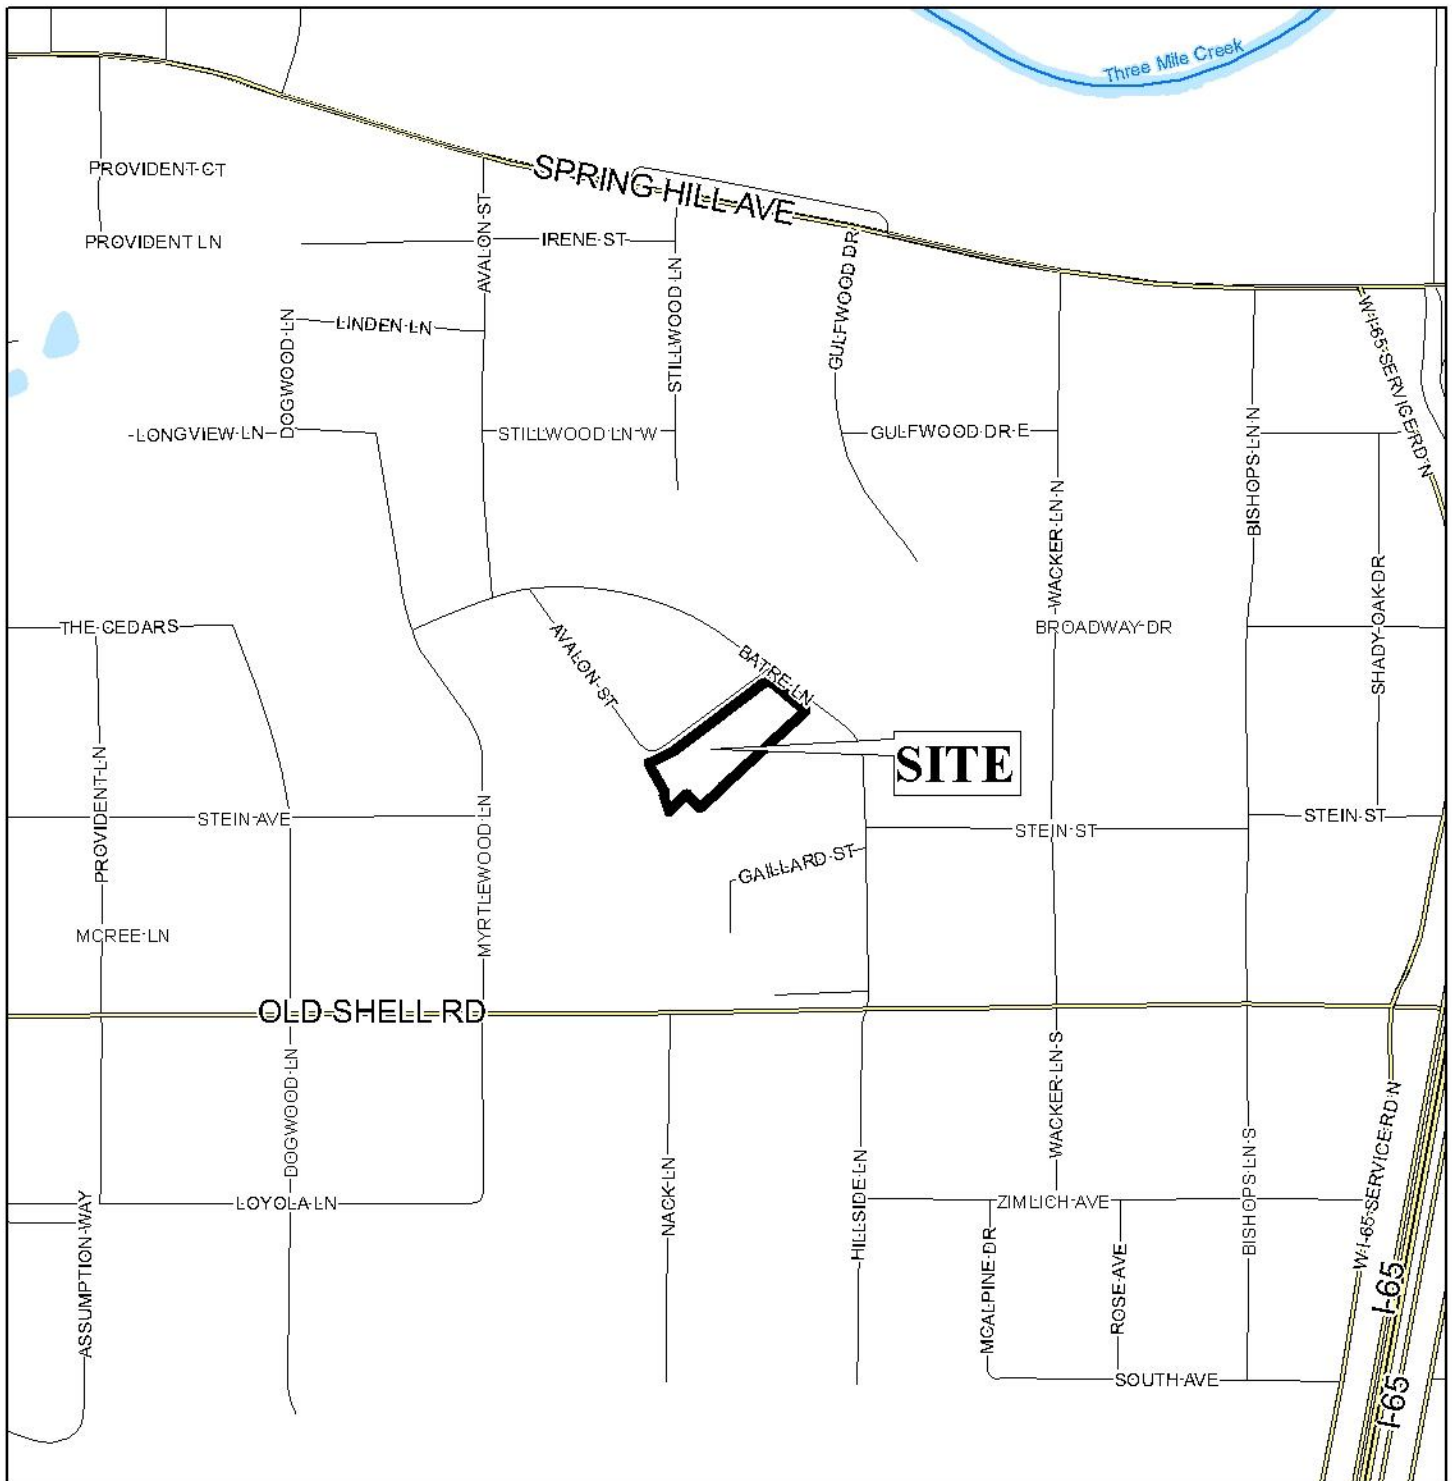 Three Mile Creek
PROVIDENT CT
SPRING HILL AVE
PROVIDENT LN
AVALON ST
IRENE ST
STILLWOOD LN
GULFWOOD DR
DOGWOOD LN
LINDEN LN
W I-65 SERVICE RD N
LONGVIEW LN
STILLWOOD LN W
GULFWOOD DR E
BISHOPS LN N
WACKER LN N
THE CEDARS
AVALON ST
BATRE LN
BROADWAY DR
SHADY OAK DR
SITE
PROVIDENT LN
STEIN AVE
MYRTLEWOOD LN
STEIN ST
STEIN ST
GAILLARD ST
MCREE LN
OLD SHELL RD
DOGWOOD LN
WACKER LN S
W I-65 SERVICE RD N
NACK LN
HILLSIDE LN
BISHOPS LN S
LOYOLA LN
ZIMLICH AVE
ASSUMPTION WAY
MCALPINE DR
ROSE AVE
I-65
SOUTH AVE
I-65